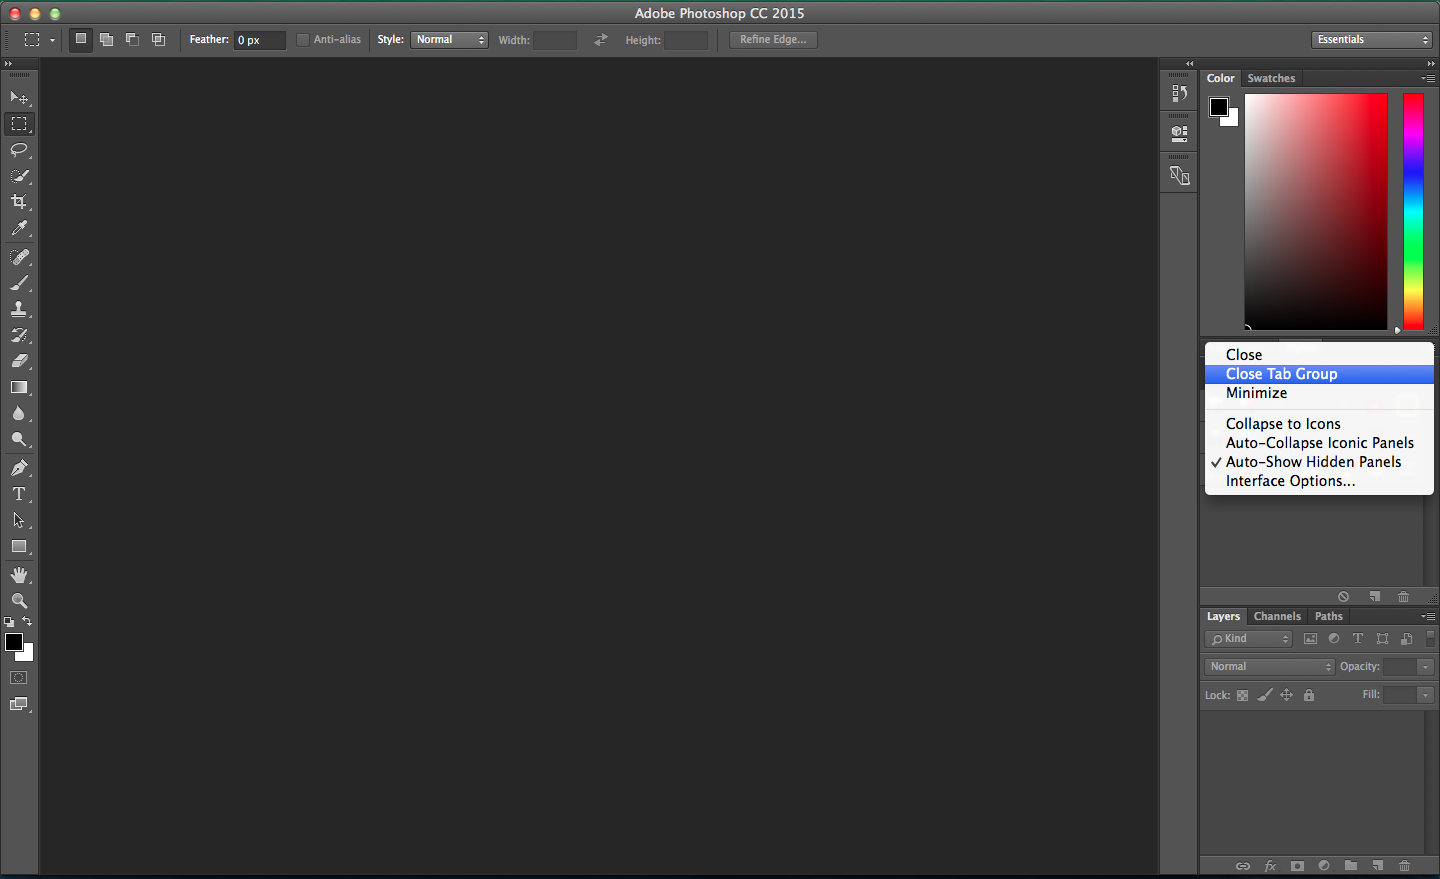 Adobe Photoshop CC 2015
Feather: 0 px Anti-alias Style: Normal Width: Height: Refine Edge... Essentials
Color Swatches
Close
Close Tab Group
Minimize
Collapse to Icons
Auto-Collapse Iconic Panels
✓ Auto-Show Hidden Panels
Interface Options...
Layers Channels Paths
Kind T
Normal Opacity:
Lock: Fill:
fx